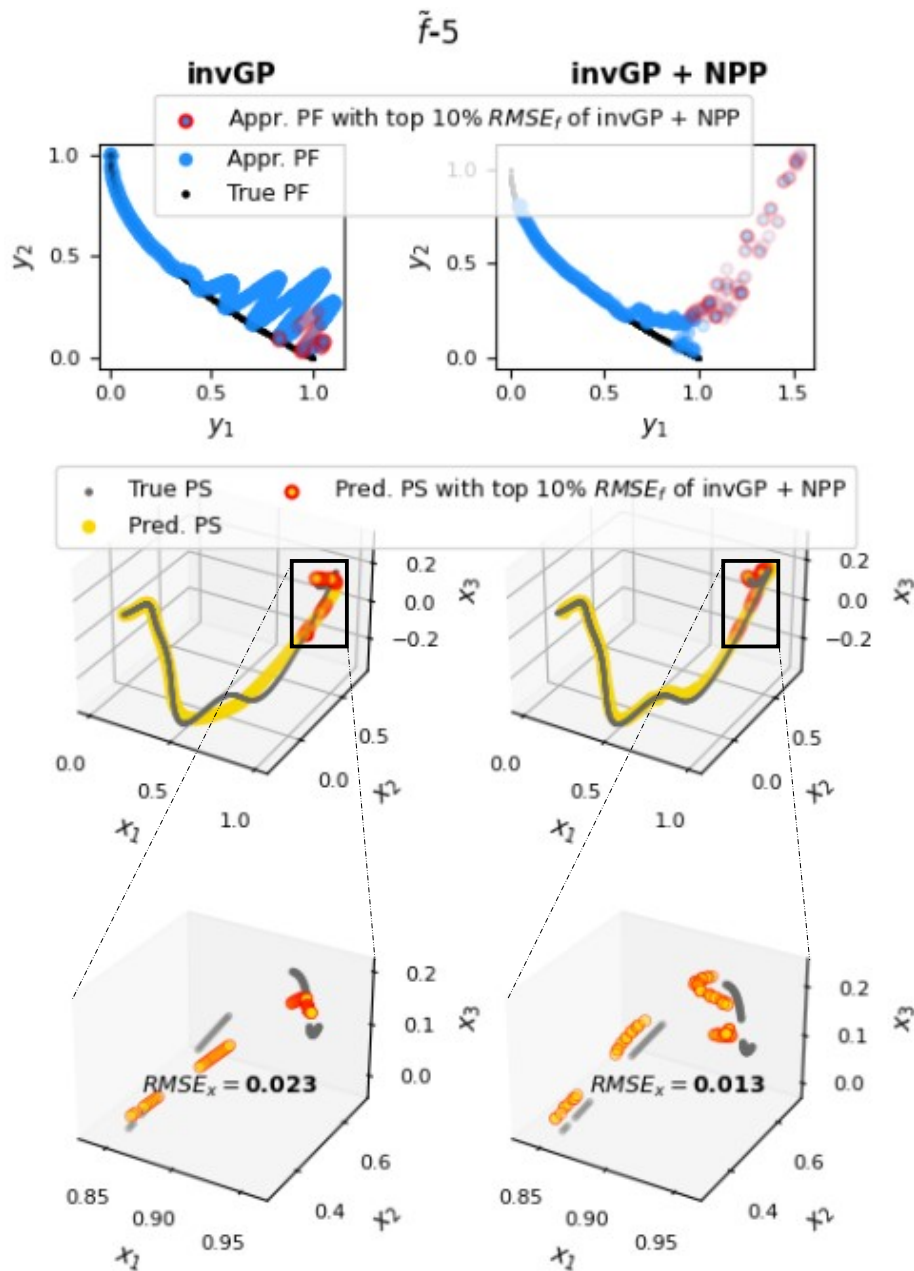 f̃-5
invGP
invGP + NPP
Appr. PF with top 10% RMSE_f of invGP + NPP
Appr. PF
True PF
1.0
0.5
0.0
y₂
0.0 0.5 1.0
y₁
1.0
0.5
0.0
y₂
0.0 0.5 1.0 1.5
y₁
True PS
Pred. PS with top 10% RMSE_f of invGP + NPP
Pred. PS
0.2
0.0
−0.2
x₃
0.0 0.5 1.0
x₁
0.0 0.5
x₂
0.2
0.0
−0.2
x₃
0.0 0.5 1.0
x₁
0.0 0.5
x₂
RMSEₓ = 0.023
0.2
0.1
0.0
x₃
0.85 0.90 0.95
x₁
0.4 0.6
x₂
RMSEₓ = 0.013
0.2
0.1
0.0
x₃
0.85 0.90 0.95
x₁
0.4 0.6
x₂